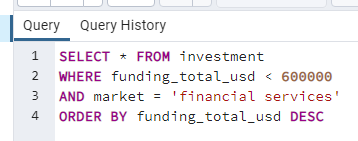 Query Query History
1 SELECT * FROM investment
2 WHERE funding_total_usd < 600000
3 AND market = 'financial services'
4 ORDER BY funding_total_usd DESC